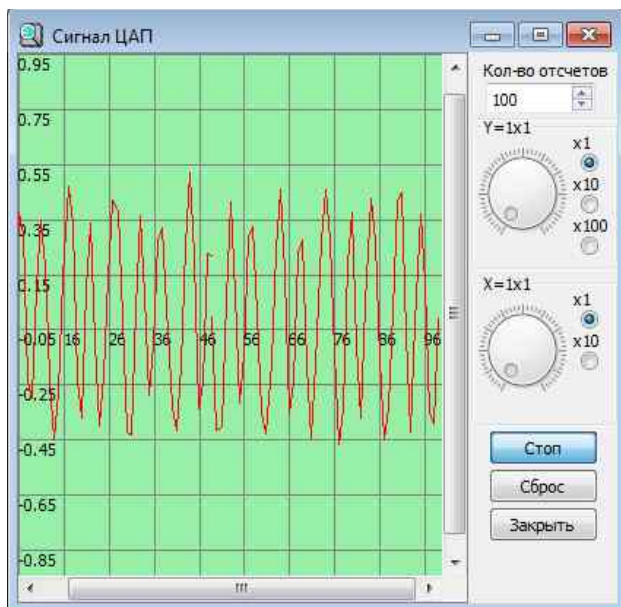 Сигнал ЦАП
0.95
0.75
0.55
0.35
0.15
-0.05 16 26 36 46 56 66 76 86 96
-0.25
-0.45
-0.65
-0.85
Кол-во отсчетов
100
Y=1x1
x1
x10
x100
X=1x1
x1
x10
Стоп
Сброс
Закрыть